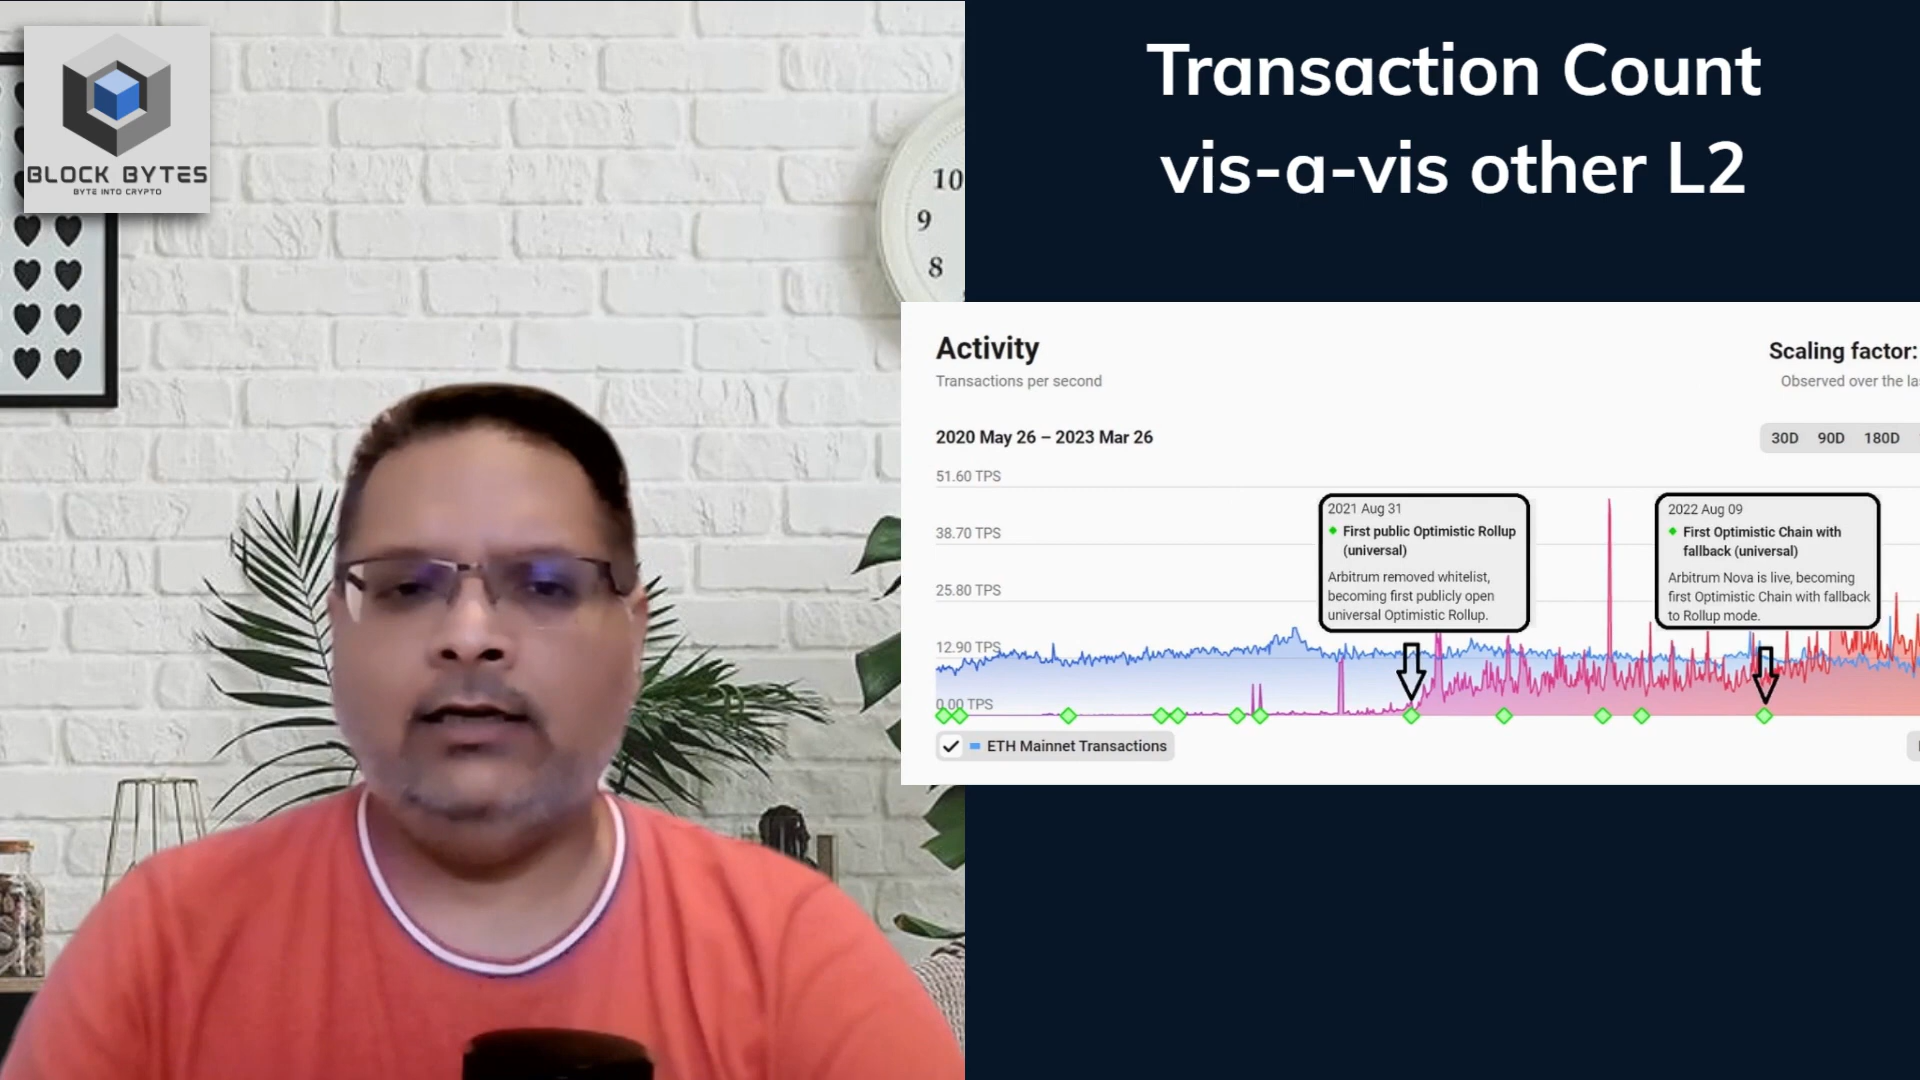 BLOCK BYTES
BYTE INTO CRYPTO
10
9
8
Transaction Count
vis-a-vis other L2
Activity
Transactions per second
Scaling factor:
Observed over the
2020 May 26 – 2023 Mar 26
30D 90D 180D
51.60 TPS
38.70 TPS
25.80 TPS
12.90 TPS
0.00 TPS
2021 Aug 31
First public Optimistic Rollup
(universal)
Arbitrum removed whitelist,
becoming first publicly open
universal Optimistic Rollup.
2022 Aug 09
First Optimistic Chain with
fallback (universal)
Arbitrum Nova is live, becoming
first Optimistic Chain with fallback
to Rollup mode.
ETH Mainnet Transactions